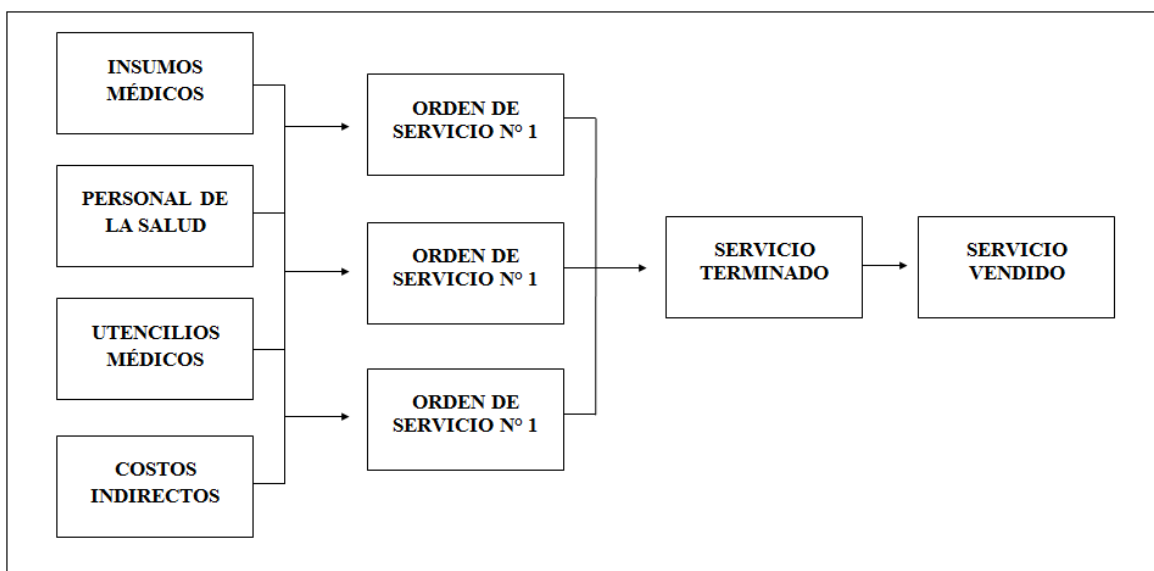 INSUMOS
MÉDICOS
PERSONAL DE
LA SALUD
UTENCILIOS
MÉDICOS
COSTOS
INDIRECTOS
ORDEN DE
SERVICIO N° 1
ORDEN DE
SERVICIO N° 1
ORDEN DE
SERVICIO N° 1
SERVICIO
TERMINADO
SERVICIO
VENDIDO